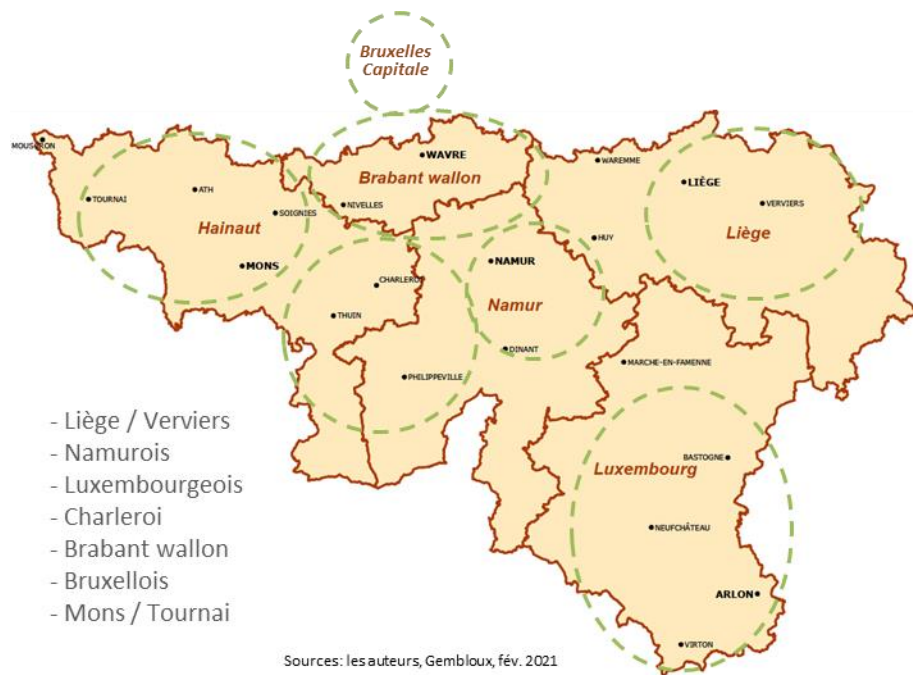 Bruxelles
Capitale
MOUSCRON
WAVRE
WAREMME
Brabant wallon
LIÈGE
ATH
TOURNAI
NIVELLES
VERVIERS
SOIGNIES
Hainaut
Liège
HUY
MONS
NAMUR
CHARLEROI
Namur
THUIN
DINANT
MARCHE-EN-FAMENNE
PHILIPPEVILLE
- Liège / Verviers
- Namurois
- Luxembourgeois
- Charleroi
- Brabant wallon
- Bruxellois
- Mons / Tournai
BASTOGNE
Luxembourg
NEUFCHÂTEAU
ARLON
VIRTON
Sources: les auteurs, Gembloux, fév. 2021